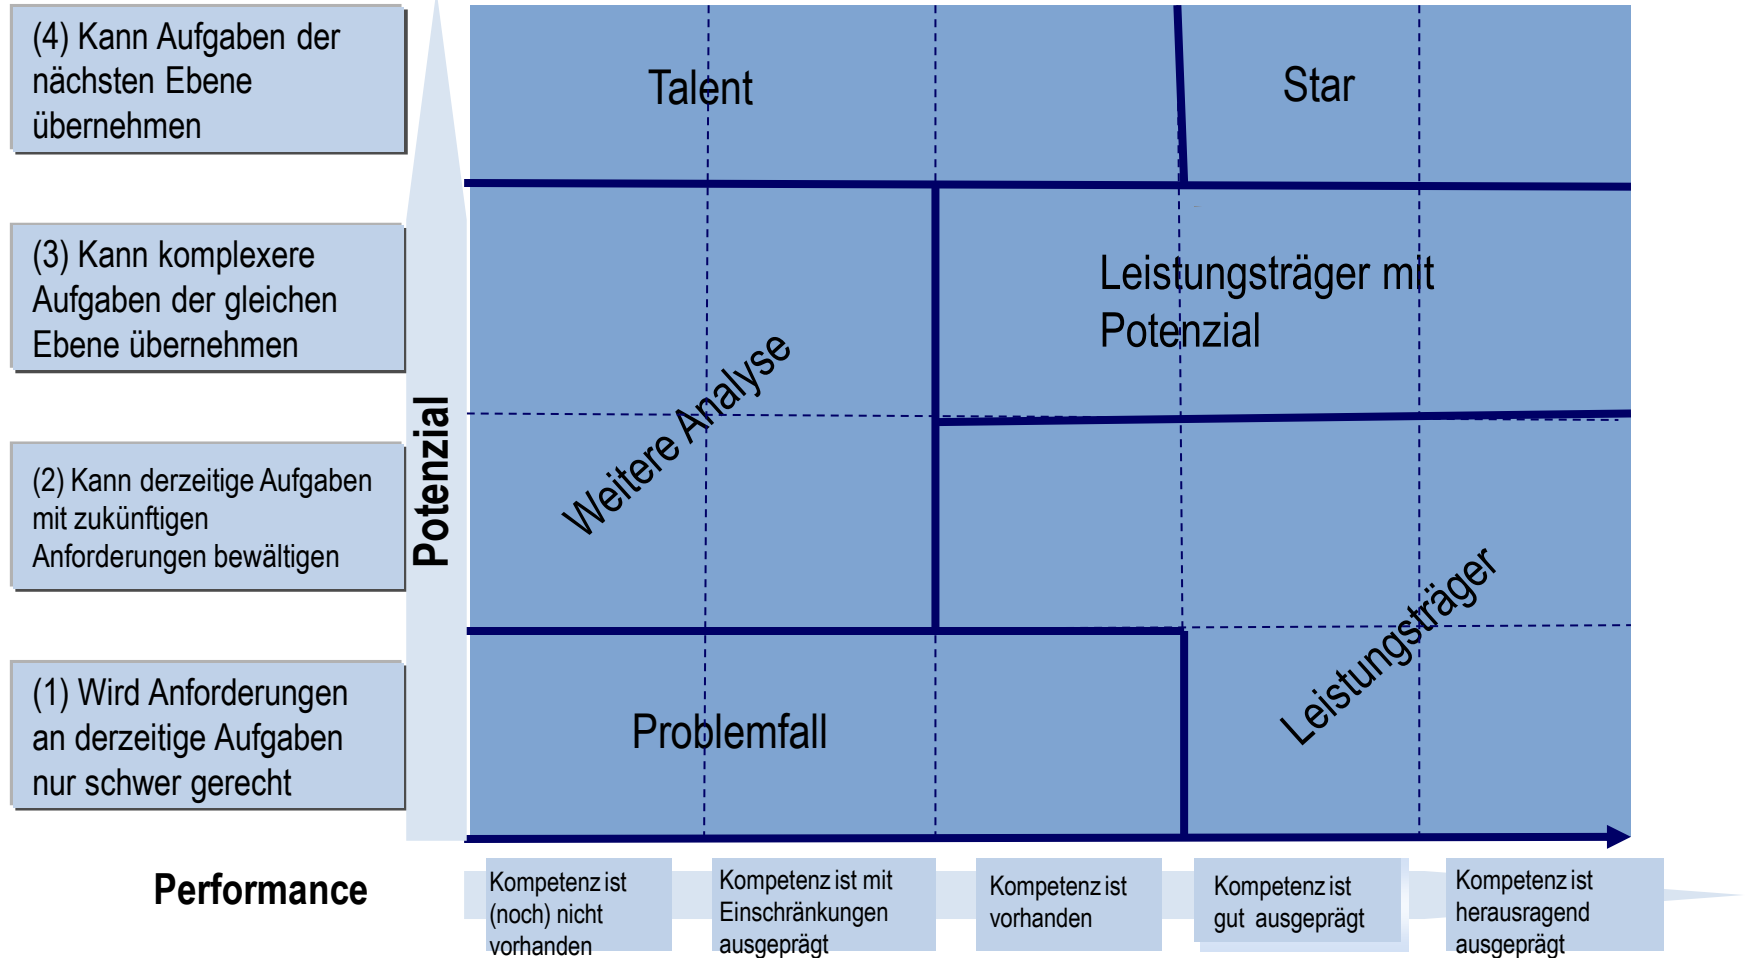 (4) Kann Aufgaben der
nächsten Ebene
übernehmen
Talent
Star
(3) Kann komplexere
Aufgaben der gleichen
Ebene übernehmen
Leistungsträger mit
Potenzial
Weitere Analyse
Potenzial
(2) Kann derzeitige Aufgaben
mit zukünftigen
Anforderungen bewältigen
Leistungsträger
(1) Wird Anforderungen
an derzeitige Aufgaben
nur schwer gerecht
Problemfall
Performance
Kompetenz ist
(noch) nicht
vorhanden
Kompetenz ist mit
Einschränkungen
ausgeprägt
Kompetenz ist
vorhanden
Kompetenz ist
gut ausgeprägt
Kompetenz ist
herausragend
ausgeprägt